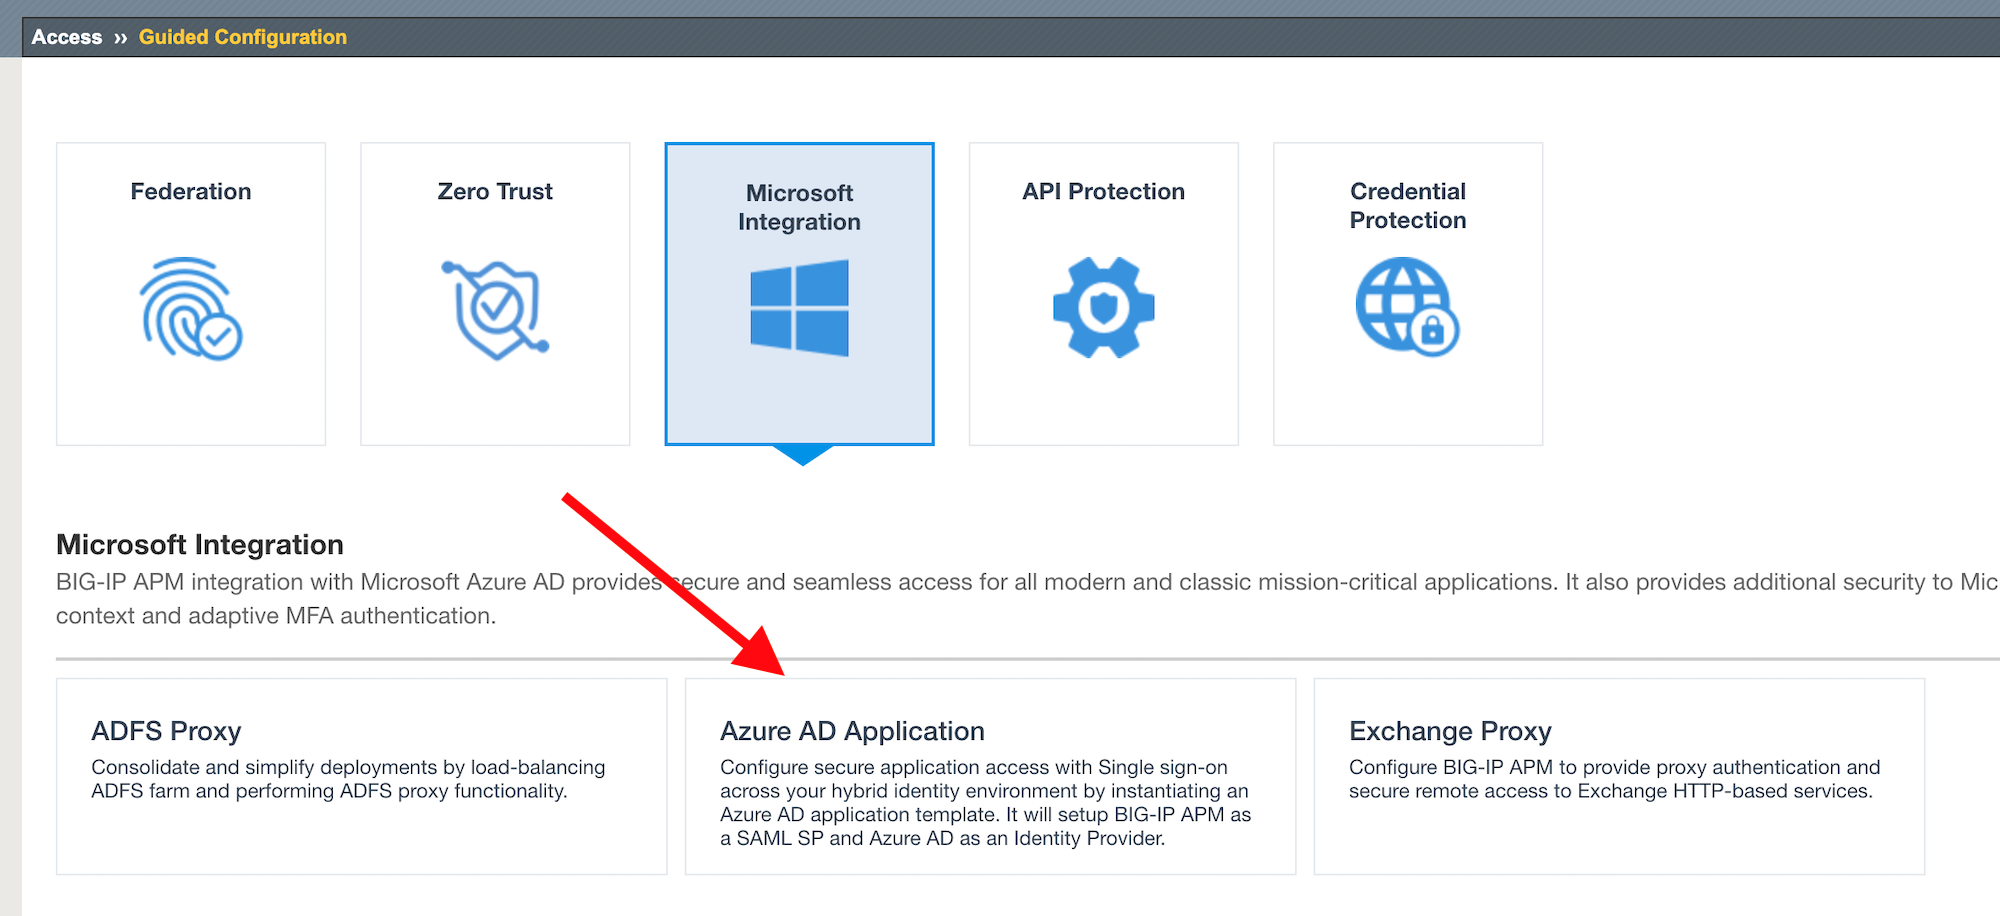 Access ›› Guided Configuration
Federation
Zero Trust
Microsoft
Integration
API Protection
Credential
Protection
Microsoft Integration
BIG-IP APM integration with Microsoft Azure AD provides secure and seamless access for all modern and classic mission-critical applications. It also provides additional security to Mic
context and adaptive MFA authentication.
ADFS Proxy
Consolidate and simplify deployments by load-balancing
ADFS farm and performing ADFS proxy functionality.
Azure AD Application
Configure secure application access with Single sign-on
across your hybrid identity environment by instantiating an
Azure AD application template. It will setup BIG-IP APM as
a SAML SP and Azure AD as an Identity Provider.
Exchange Proxy
Configure BIG-IP APM to provide proxy authentication and
secure remote access to Exchange HTTP-based services.